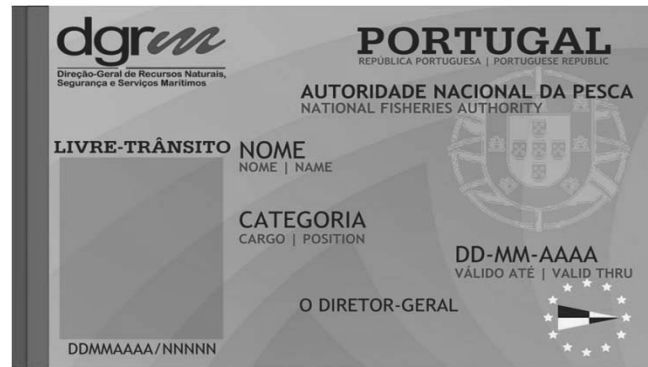 dgrm
Direção-Geral de Recursos Naturais,
Segurança e Serviços Marítimos
PORTUGAL
REPÚBLICA PORTUGUESA | PORTUGUESE REPUBLIC
AUTORIDADE NACIONAL DA PESCA
NATIONAL FISHERIES AUTHORITY
LIVRE-TRÂNSITO
NOME
NOME | NAME
CATEGORIA
CARGO | POSITION
DD-MM-AAAA
VÁLIDO ATÉ | VALID THRU
O DIRETOR-GERAL
DDMMAAAA/NNNNN